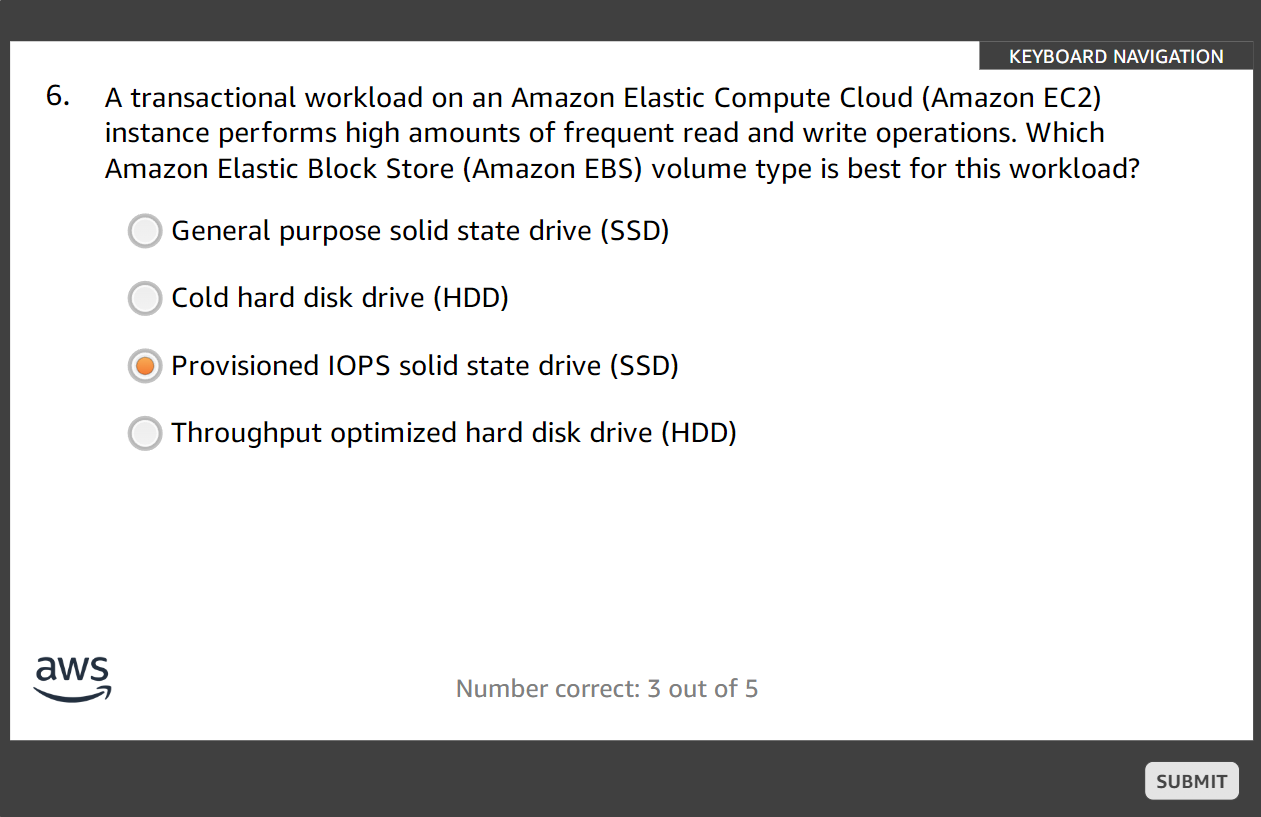 KEYBOARD NAVIGATION
6. A transactional workload on an Amazon Elastic Compute Cloud (Amazon EC2)
instance performs high amounts of frequent read and write operations. Which
Amazon Elastic Block Store (Amazon EBS) volume type is best for this workload?
General purpose solid state drive (SSD)
Cold hard disk drive (HDD)
Provisioned IOPS solid state drive (SSD)
Throughput optimized hard disk drive (HDD)
aws
Number correct: 3 out of 5
SUBMIT